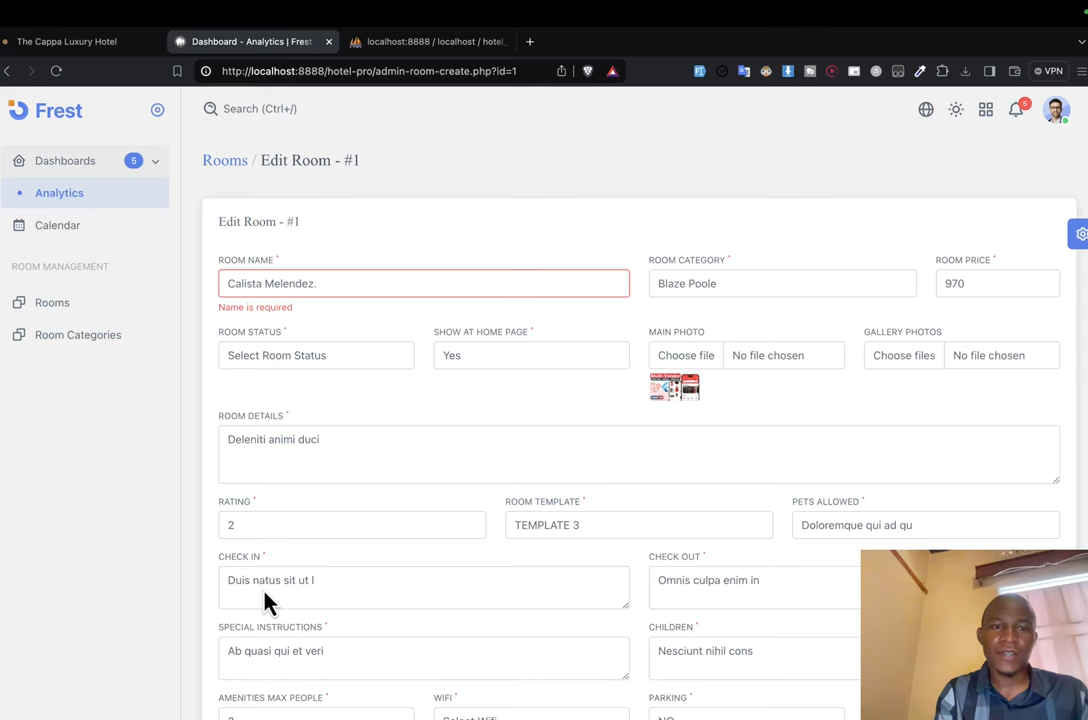 The Cappa Luxury Hotel
Dashboard - Analytics | Frest
localhost:8888 / localhost / hotel_
http://localhost:8888/hotel-pro/admin-room-create.php?id=1
VPN
Frest
Search (Ctrl+/)
5
Dashboards 5
Analytics
Calendar
ROOM MANAGEMENT
Rooms
Room Categories
Rooms / Edit Room - #1
Edit Room - #1
ROOM NAME * ROOM CATEGORY * ROOM PRICE *
Calista Melendez. Blaze Poole 970
Name is required
ROOM STATUS * SHOW AT HOME PAGE * MAIN PHOTO GALLERY PHOTOS
Select Room Status Yes Choose file No file chosen Choose files No file chosen
ROOM DETAILS *
Deleniti animi duci
RATING * ROOM TEMPLATE * PETS ALLOWED *
2 TEMPLATE 3 Doloremque qui ad qu
CHECK IN * CHECK OUT *
Duis natus sit ut l Omnis culpa enim in
SPECIAL INSTRUCTIONS * CHILDREN *
Ab quasi qui et veri Nesciunt nihil cons
AMENITIES MAX PEOPLE * WIFI * PARKING *
Select Wifi NO